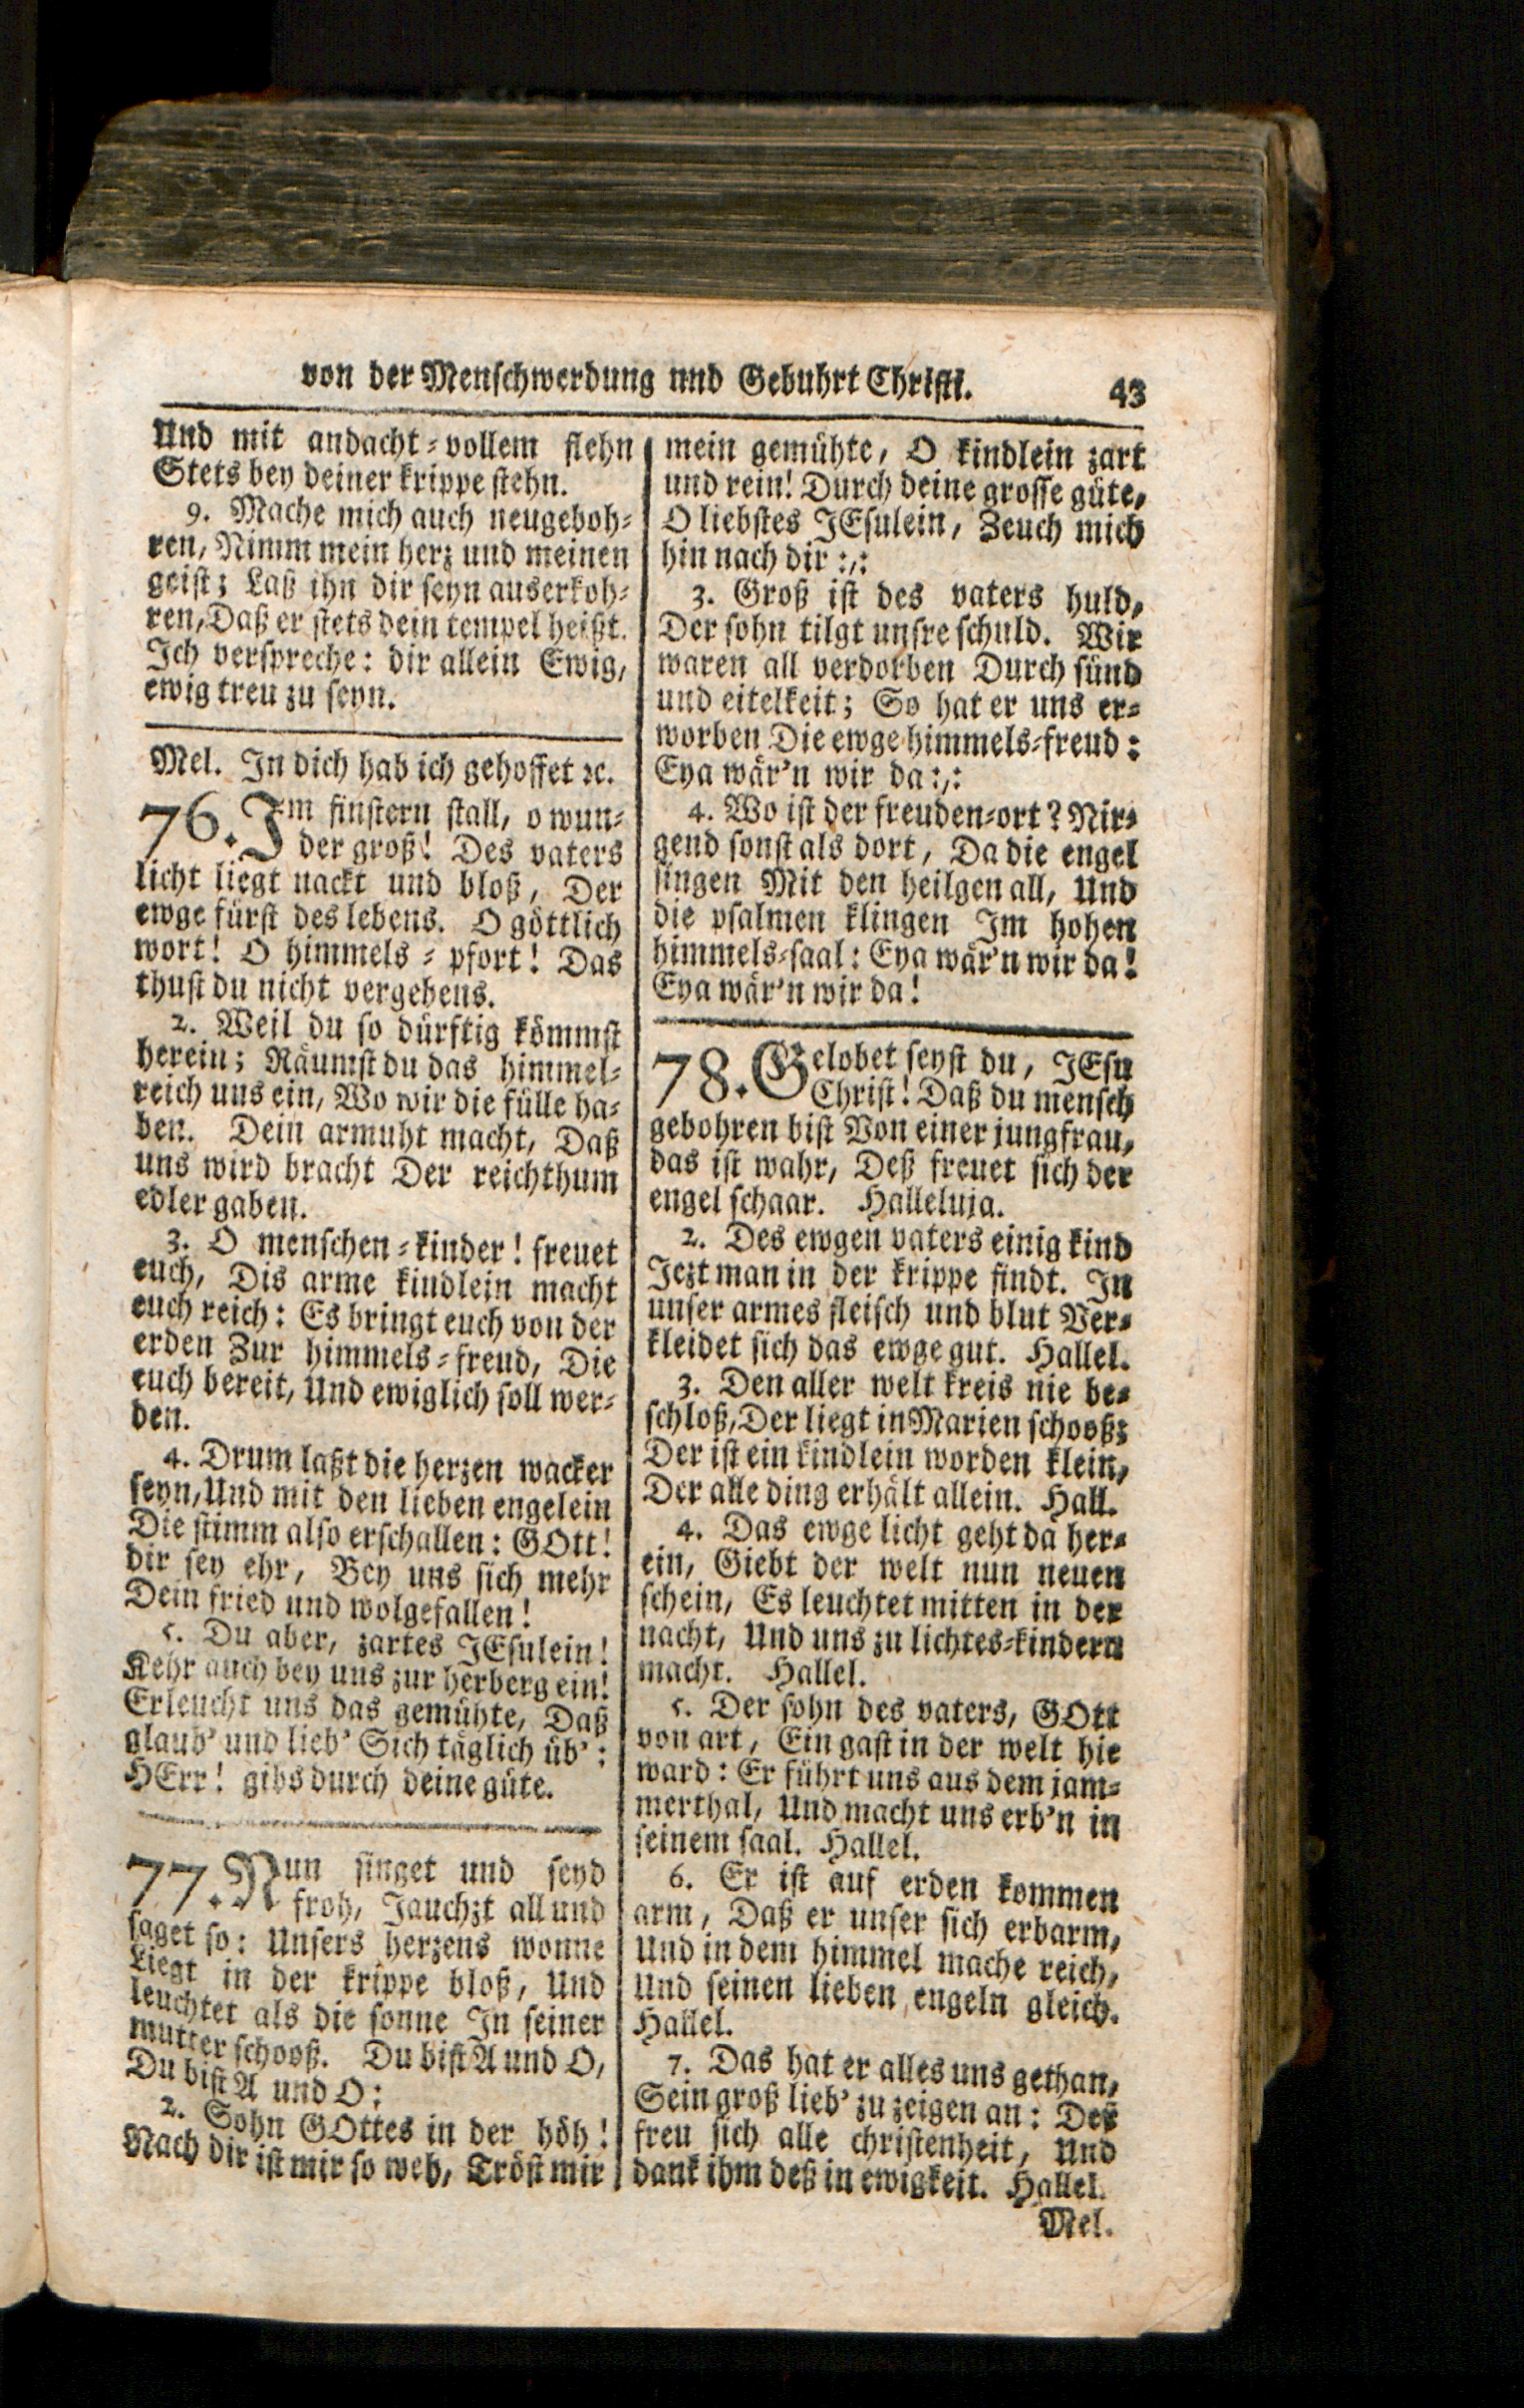 von der Menschwerdung und Gebuhrt Christi. 43
Und mit andacht-vollem flehn
Stets bey deiner krippe stehn.
9. Mache mich auch neugeboh-
ren, Nimm mein herz und meinen
geist; Laß ihn dir seyn auserkoh-
ren, Daß er stets dein tempel heißt.
Ich verspreche: dir allein Ewig,
ewig treu zu seyn.
Mel. In dich hab ich gehoffet ꝛc.
76. Im finstern stall, o wun-
der groß! Des vaters
licht liegt nackt und bloß, Der
ewge fürst des lebens. O göttlich
wort! O himmels-pfort! Das
thust du nicht vergebens.
2. Weil du so dürftig kömmst
herein; Räumst du das himmel-
reich uns ein, Wo wir die fülle ha-
ben. Dein armuht macht, Daß
uns wird bracht Der reichthum
edler gaben.
3. O menschen-kinder! freuet
euch, Dis arme kindlein macht
euch reich: Es bringt euch von der
erden Zur himmels-freud, Die
euch bereit, Und ewiglich soll wer-
den.
4. Drum laßt die herzen wacker
seyn, Und mit den lieben engelein
Die stimm also erschallen: GOtt!
dir sey ehr, Bey uns sich mehr
Dein fried und wolgefallen!
5. Du aber, zartes JEsulein!
Kehr auch bey uns zur herberg ein!
Erleucht uns das gemühte, Daß
glaub' und lieb' Sich täglich üb':
HErr! gibs durch deine güte.
77. Nun singet und seyd
froh, Jauchzt all und
saget so: Unsers herzens wonne
Liegt in der krippe bloß, Und
leuchtet als die sonne In seiner
mutter schooß. Du bist A und O,
Du bist A und O:
2. Sohn GOttes in der höh!
Nach dir ist mir so weh, Tröst mir
mein gemühte, O kindlein zart
und rein! Durch deine grosse güte,
O liebstes JEsulein, Zeuch mich
hin nach dir :,:
3. Groß ist des vaters huld,
Der sohn tilgt unsre schuld. Wir
waren all verdorben Durch sünd
und eitelkeit; So hat er uns er-
worben Die ewge himmels-freud:
Eya wär'n wir da:,:
4. Wo ist der freuden-ort? Nir-
gend sonst als dort, Da die engel
singen Mit den heilgen all, Und
die psalmen klingen Im hohen
himmels-saal: Eya wär'n wir da!
Eya wär'n wir da!
78. Gelobet seyst du, JEsu
Christ! Daß du mensch
gebohren bist Von einer jungfrau,
das ist wahr, Deß freuet sich der
engel schaar. Halleluja.
2. Des ewgen vaters einig kind
Jezt man in der krippe findt. In
unser armes fleisch und blut Ver-
kleidet sich das ewge gut. Hallel.
3. Den aller welt kreis nie be-
schloß, Der liegt in Marien schooß;
Der ist ein kindlein worden klein,
Der alle ding erhält allein. Hall.
4. Das ewge licht geht da her-
ein, Giebt der welt nun neuen
schein, Es leuchtet mitten in der
nacht, Und uns zu lichtes-kindern
macht. Hallel.
5. Der sohn des vaters, GOtt
von art, Ein gast in der welt hie
ward: Er führt uns aus dem jam-
merthal, Und macht uns erb'n in
seinem saal. Hallel.
6. Er ist auf erden kommen
arm, Daß er unser sich erbarm,
Und in dem himmel mache reich,
Und seinen lieben engeln gleich.
Hallel.
7. Das hat er alles uns gethan,
Sein groß lieb' zu zeigen an: Deß
freu sich alle christenheit, Und
dank ihm deß in ewigkeit. Hallel.
Mel.